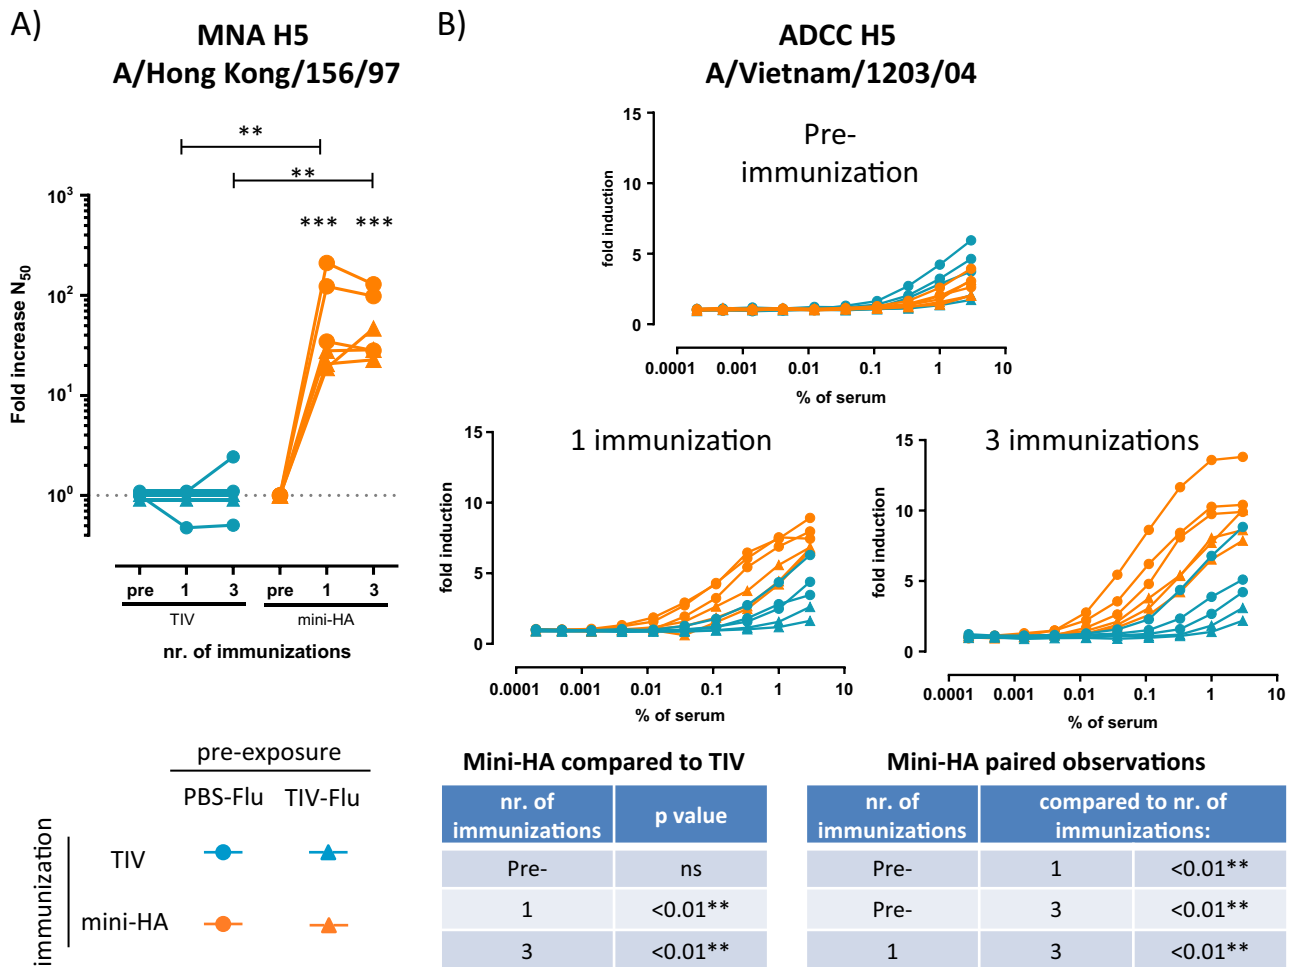 A)
MNA H5
A/Hong Kong/156/97
**
**
*** ***
Fold increase N50
10³
10²
10¹
10⁰
pre 1 3 pre 1 3
TIV mini-HA
nr. of immunizations
B)
ADCC H5
A/Vietnam/1203/04
Pre-
immunization
fold induction
15
10
5
0
0.0001 0.001 0.01 0.1 1 10
% of serum
1 immunization
fold induction
15
10
5
0
0.0001 0.001 0.01 0.1 1 10
% of serum
3 immunizations
fold induction
15
10
5
0
0.0001 0.001 0.01 0.1 1 10
% of serum
pre-exposure
PBS-Flu TIV-Flu
immunization
TIV
mini-HA
Mini-HA compared to TIV
nr. of immunizations p value
Pre- ns
1 <0.01**
3 <0.01**
Mini-HA paired observations
nr. of immunizations compared to nr. of immunizations:
Pre- 1 <0.01**
Pre- 3 <0.01**
1 3 <0.01**